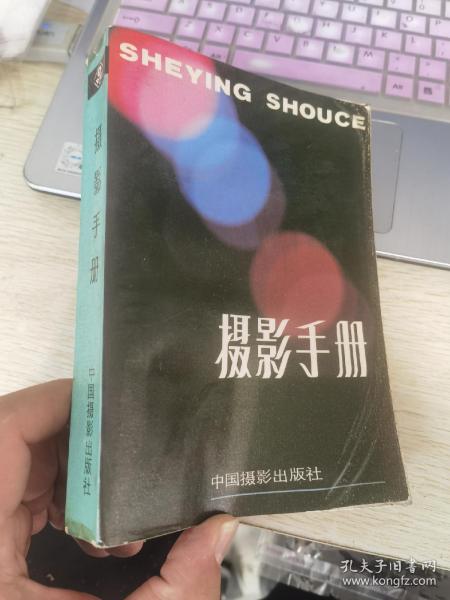 SHEYING SHOUCE
摄影手册
中国摄影出版社
摄影手册
中国摄影出版社
孔夫子旧书网
www.kongfz.com